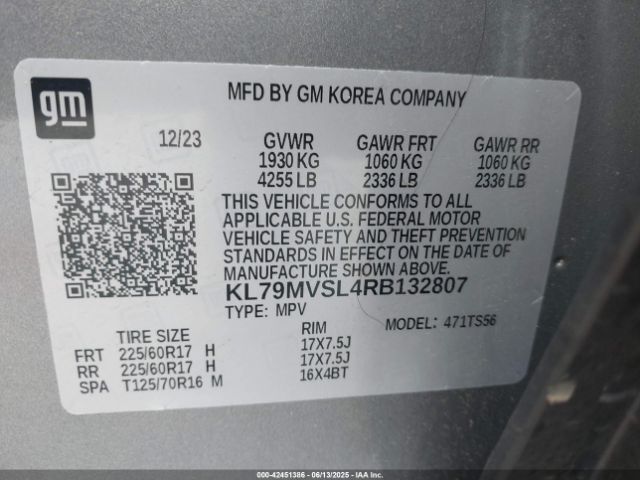 gm
MFD BY GM KOREA COMPANY
12/23 GVWR GAWR FRT GAWR RR
1930 KG 1060 KG 1060 KG
4255 LB 2336 LB 2336 LB
THIS VEHICLE CONFORMS TO ALL
APPLICABLE U.S. FEDERAL MOTOR
VEHICLE SAFETY AND THEFT PREVENTION
STANDARDS IN EFFECT ON THE DATE OF
MANUFACTURE SHOWN ABOVE.
KL79MVSL4RB132807
TYPE: MPV MODEL: 471TS56
TIRE SIZE RIM
FRT 225/60R17 H 17X7.5J
RR 225/60R17 H 17X7.5J
SPA T125/70R16 M 16X4BT
000-42451386 - 06/13/2025 - IAAI Inc.